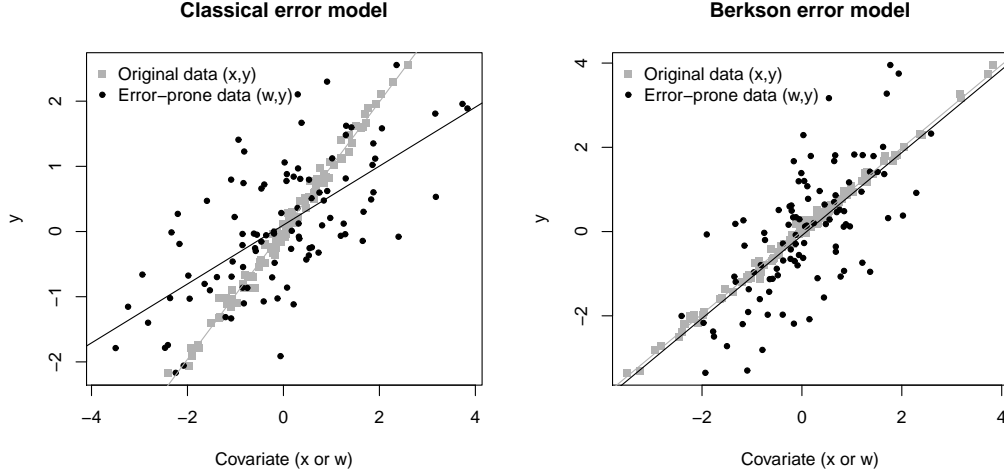 Classical error model
Original data (x,y)
Error−prone data (w,y)
y
−2
−1
0
1
2
−4
−2
0
2
4
Covariate (x or w)
Berkson error model
Original data (x,y)
Error−prone data (w,y)
y
−2
0
2
4
−2
0
2
4
Covariate (x or w)